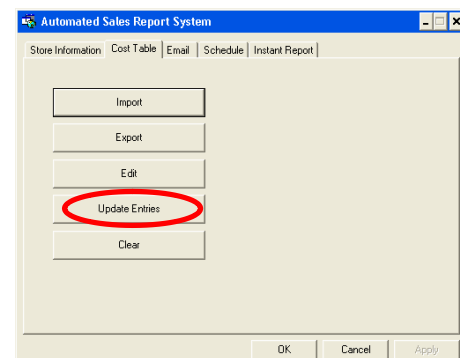 Automated Sales Report System
Store Information Cost Table Email Schedule Instant Report
Import
Export
Edit
Update Entries
Clear
OK Cancel Apply